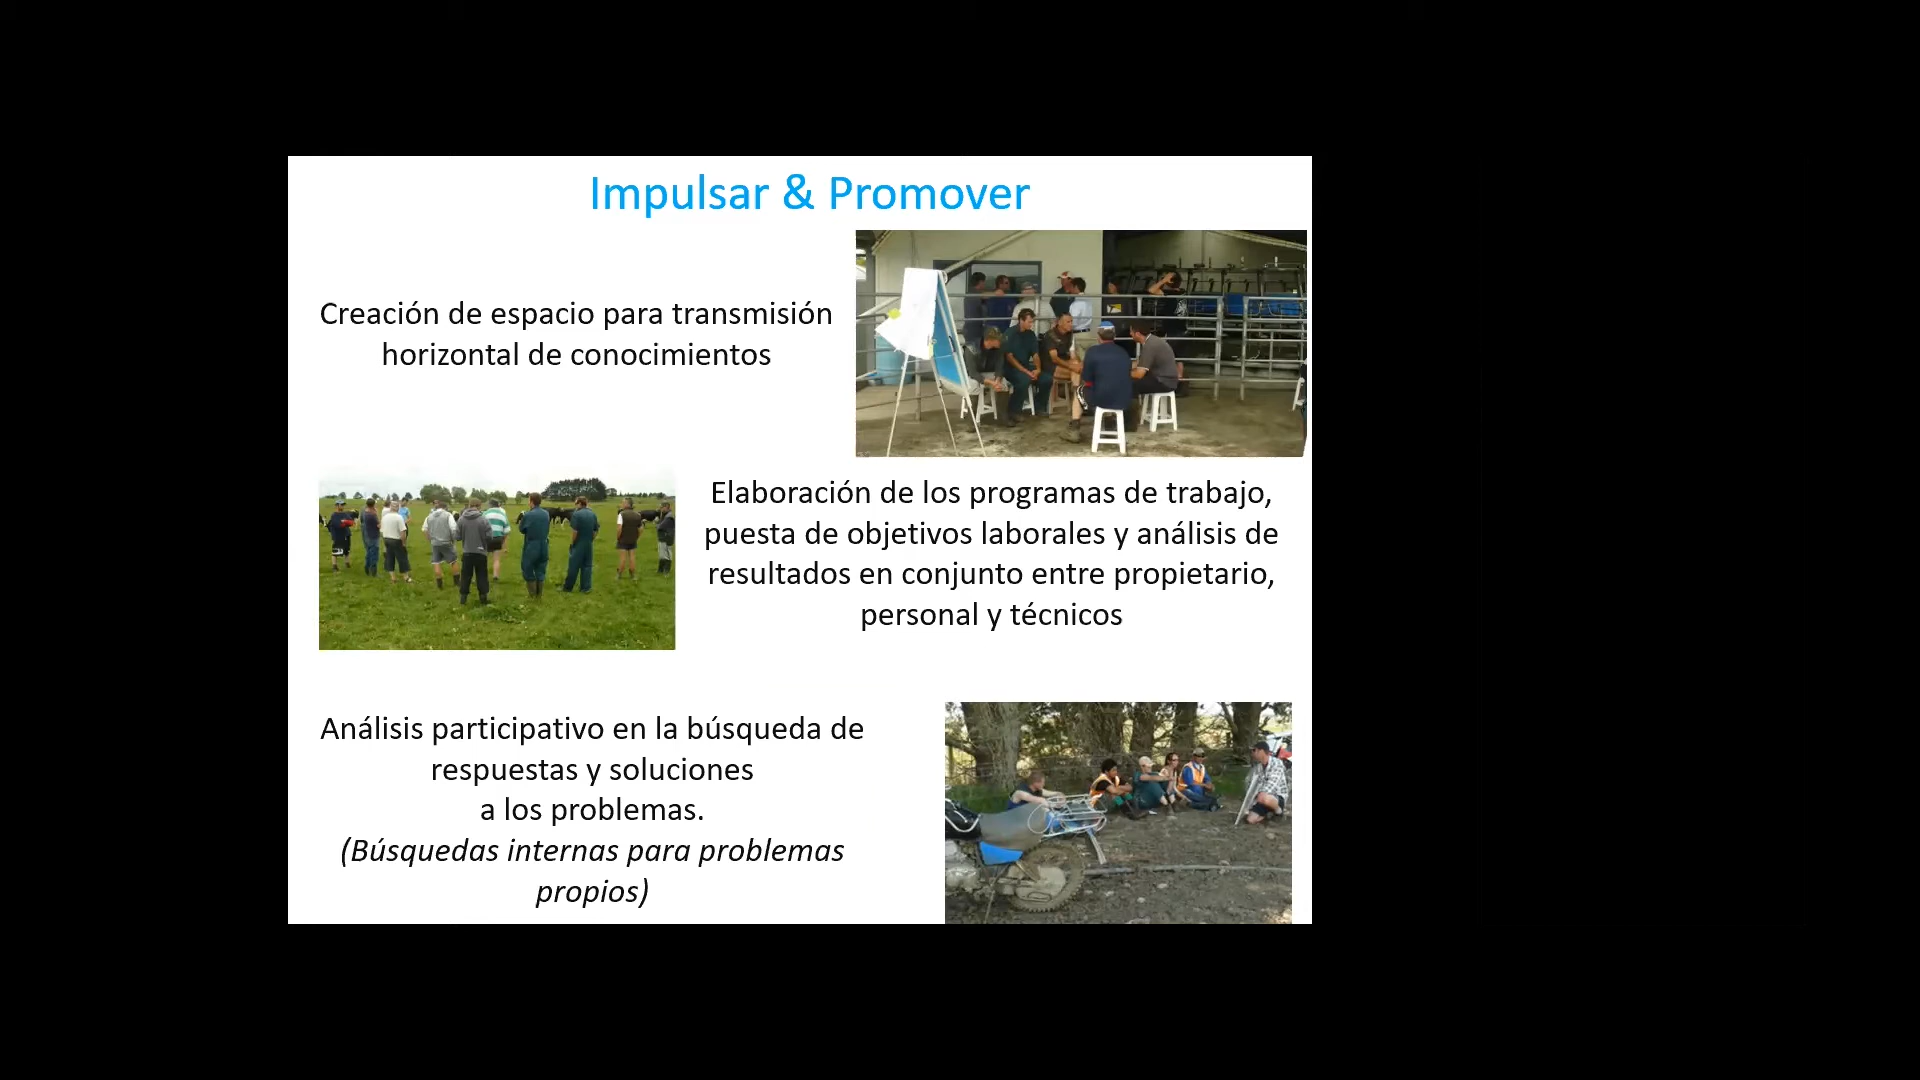 Impulsar & Promover
Creación de espacio para transmisión
horizontal de conocimientos
Elaboración de los programas de trabajo,
puesta de objetivos laborales y análisis de
resultados en conjunto entre propietario,
personal y técnicos
Análisis participativo en la búsqueda de
respuestas y soluciones
a los problemas.
(Búsquedas internas para problemas
propios)